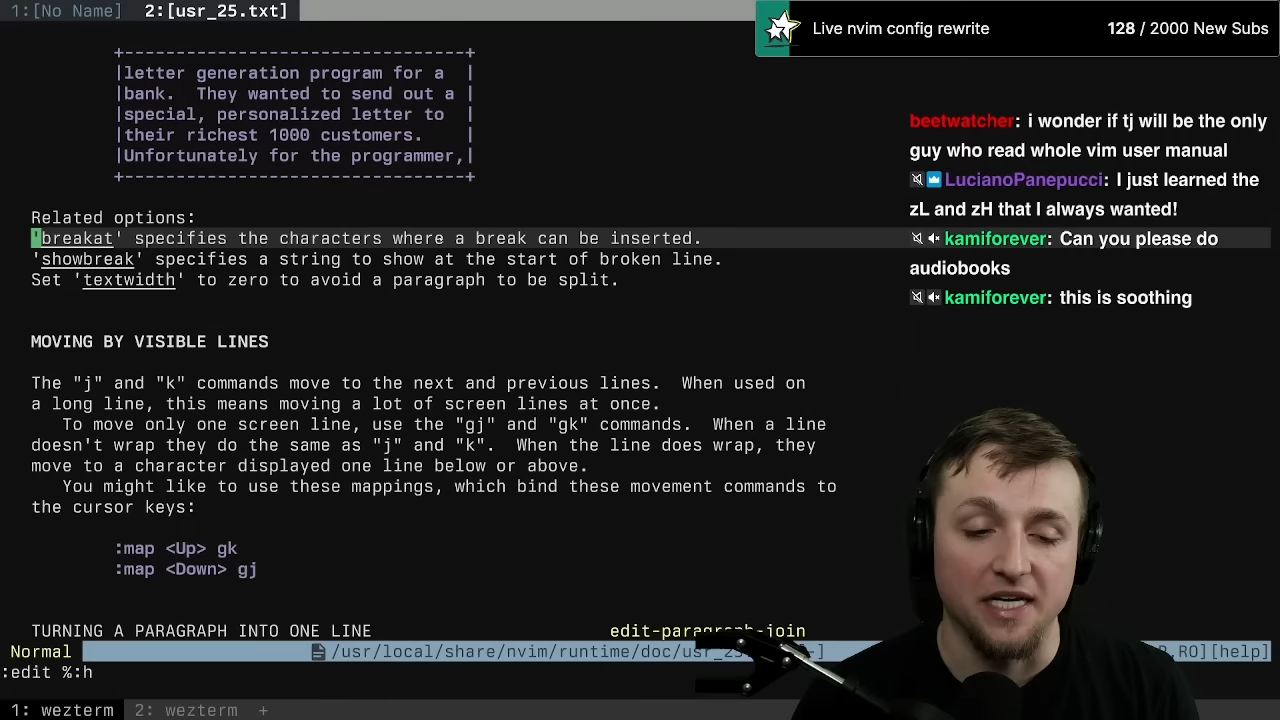 1:[No Name]  2:[usr_25.txt]
Live nvim config rewrite
128 / 2000 New Subs
+---------------------------------+
|letter generation program for a  |
|bank.  They wanted to send out a |
|special, personalized letter to  |
|their richest 1000 customers.    |
|Unfortunately for the programmer,|
+---------------------------------+
Related options:
'breakat' specifies the characters where a break can be inserted.
'showbreak' specifies a string to show at the start of broken line.
Set 'textwidth' to zero to avoid a paragraph to be split.
MOVING BY VISIBLE LINES
The "j" and "k" commands move to the next and previous lines.  When used on
a long line, this means moving a lot of screen lines at once.
To move only one screen line, use the "gj" and "gk" commands.  When a line
doesn't wrap they do the same as "j" and "k".  When the line does wrap, they
move to a character displayed one line below or above.
You might like to use these mappings, which bind these movement commands to
the cursor keys:
:map <Up> gk
:map <Down> gj
TURNING A PARAGRAPH INTO ONE LINE edit-paragraph-join
Normal /usr/local/share/nvim/runtime/doc/usr_25 ,RO][help]
:edit %:h
1: wezterm  2: wezterm  +
beetwatcher: i wonder if tj will be the only
guy who read whole vim user manual
LucianoPanepucci: I just learned the
zL and zH that I always wanted!
kamiforever: Can you please do
audiobooks
kamiforever: this is soothing